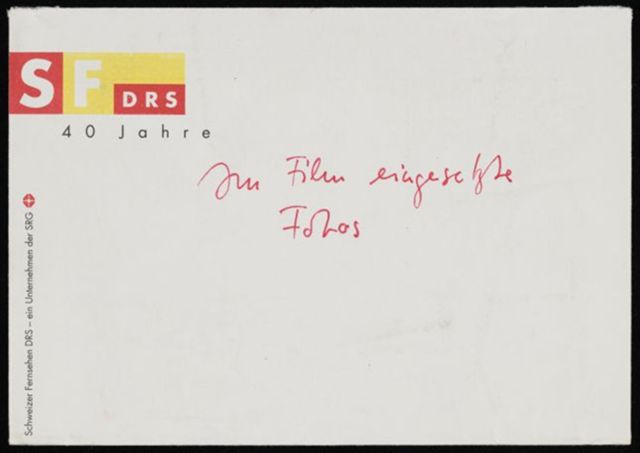 SF DRS
40 Jahre
Im Film eingesetzte
Fotos
Schweizer Fernsehen DRS – ein Unternehmen der SRG